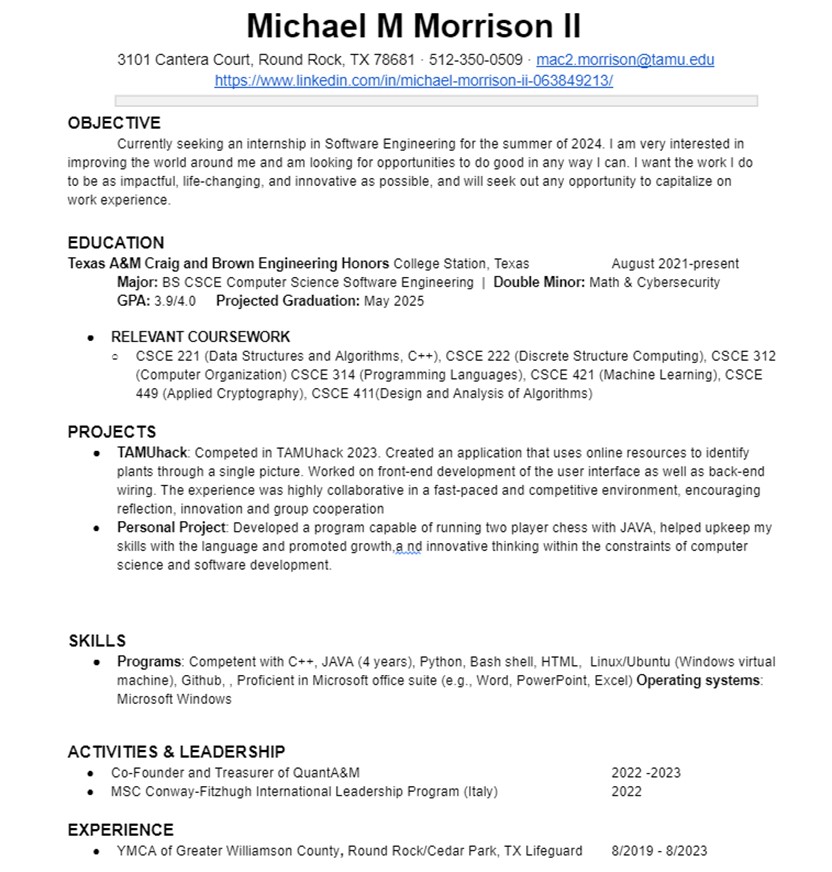 Michael M Morrison II
3101 Cantera Court, Round Rock, TX 78681 · 512-350-0509 · mac2.morrison@tamu.edu
https://www.linkedin.com/in/michael-morrison-ii-063849213/
OBJECTIVE
Currently seeking an internship in Software Engineering for the summer of 2024. I am very interested in
improving the world around me and am looking for opportunities to do good in any way I can. I want the work I do
to be as impactful, life-changing, and innovative as possible, and will seek out any opportunity to capitalize on
work experience.
EDUCATION
Texas A&M Craig and Brown Engineering Honors College Station, Texas August 2021-present
Major: BS CSCE Computer Science Software Engineering | Double Minor: Math & Cybersecurity
GPA: 3.9/4.0 Projected Graduation: May 2025
● RELEVANT COURSEWORK
○ CSCE 221 (Data Structures and Algorithms, C++), CSCE 222 (Discrete Structure Computing), CSCE 312
(Computer Organization) CSCE 314 (Programming Languages), CSCE 421 (Machine Learning), CSCE
449 (Applied Cryptography), CSCE 411(Design and Analysis of Algorithms)
PROJECTS
● TAMUhack: Competed in TAMUhack 2023. Created an application that uses online resources to identify
plants through a single picture. Worked on front-end development of the user interface as well as back-end
wiring. The experience was highly collaborative in a fast-paced and competitive environment, encouraging
reflection, innovation and group cooperation
● Personal Project: Developed a program capable of running two player chess with JAVA, helped upkeep my
skills with the language and promoted growth,a nd innovative thinking within the constraints of computer
science and software development.
SKILLS
● Programs: Competent with C++, JAVA (4 years), Python, Bash shell, HTML, Linux/Ubuntu (Windows virtual
machine), Github, , Proficient in Microsoft office suite (e.g., Word, PowerPoint, Excel) Operating systems:
Microsoft Windows
ACTIVITIES & LEADERSHIP
● Co-Founder and Treasurer of QuantA&M 2022 -2023
● MSC Conway-Fitzhugh International Leadership Program (Italy) 2022
EXPERIENCE
● YMCA of Greater Williamson County, Round Rock/Cedar Park, TX Lifeguard 8/2019 - 8/2023